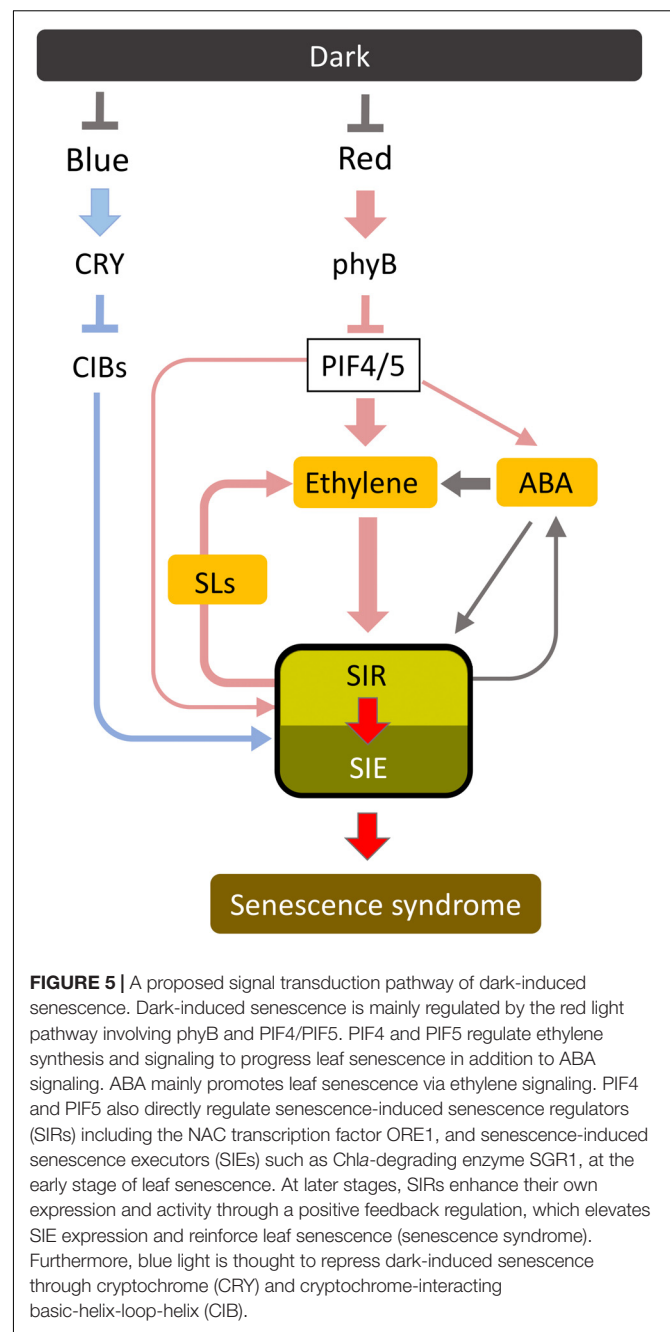 Dark
Blue
Red
CRY
phyB
CIBs
PIF4/5
Ethylene
ABA
SLs
SIR
SIE
Senescence syndrome
FIGURE 5 | A proposed signal transduction pathway of dark-induced
senescence. Dark-induced senescence is mainly regulated by the red light
pathway involving phyB and PIF4/PIF5. PIF4 and PIF5 regulate ethylene
synthesis and signaling to progress leaf senescence in addition to ABA
signaling. ABA mainly promotes leaf senescence via ethylene signaling. PIF4
and PIF5 also directly regulate senescence-induced senescence regulators
(SIRs) including the NAC transcription factor ORE1, and senescence-induced
senescence executors (SIEs) such as Chla-degrading enzyme SGR1, at the
early stage of leaf senescence. At later stages, SIRs enhance their own
expression and activity through a positive feedback regulation, which elevates
SIE expression and reinforce leaf senescence (senescence syndrome).
Furthermore, blue light is thought to repress dark-induced senescence
through cryptochrome (CRY) and cryptochrome-interacting
basic-helix-loop-helix (CIB).